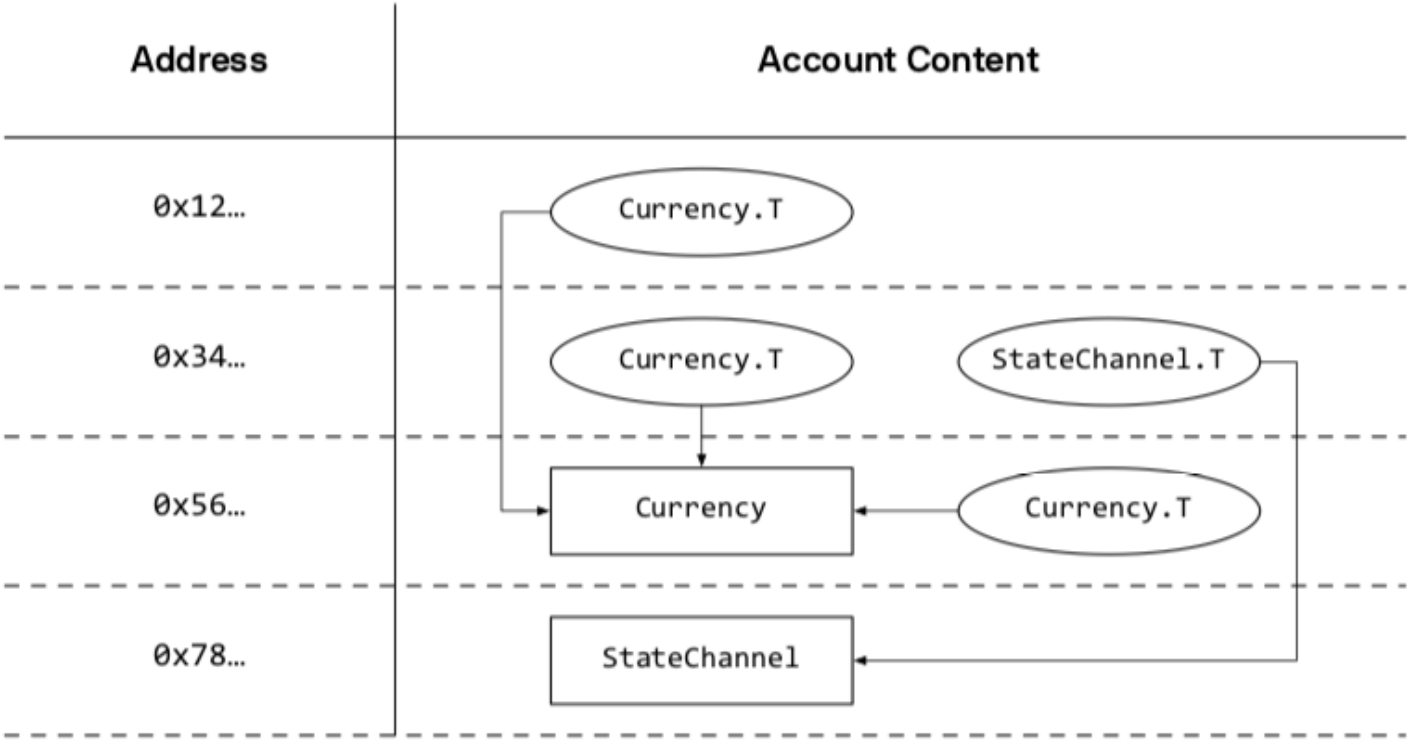 Address Account Content
0x12… Currency.T
0x34… Currency.T StateChannel.T
0x56… Currency Currency.T
0x78… StateChannel